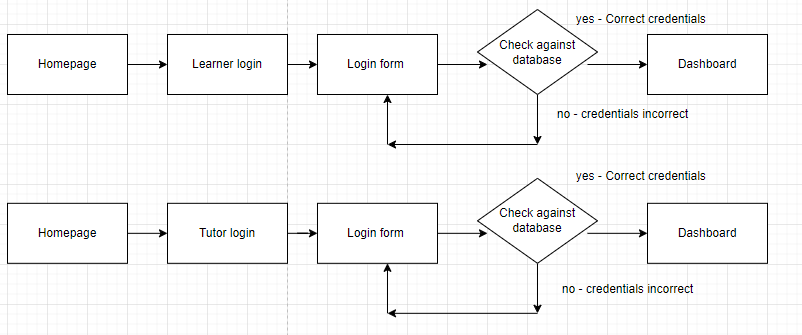 yes - Correct credentials
Homepage
Learner login
Login form
Check against
database
Dashboard
no - credentials incorrect
yes - Correct credentials
Homepage
Tutor login
Login form
Check against
database
Dashboard
no - credentials incorrect